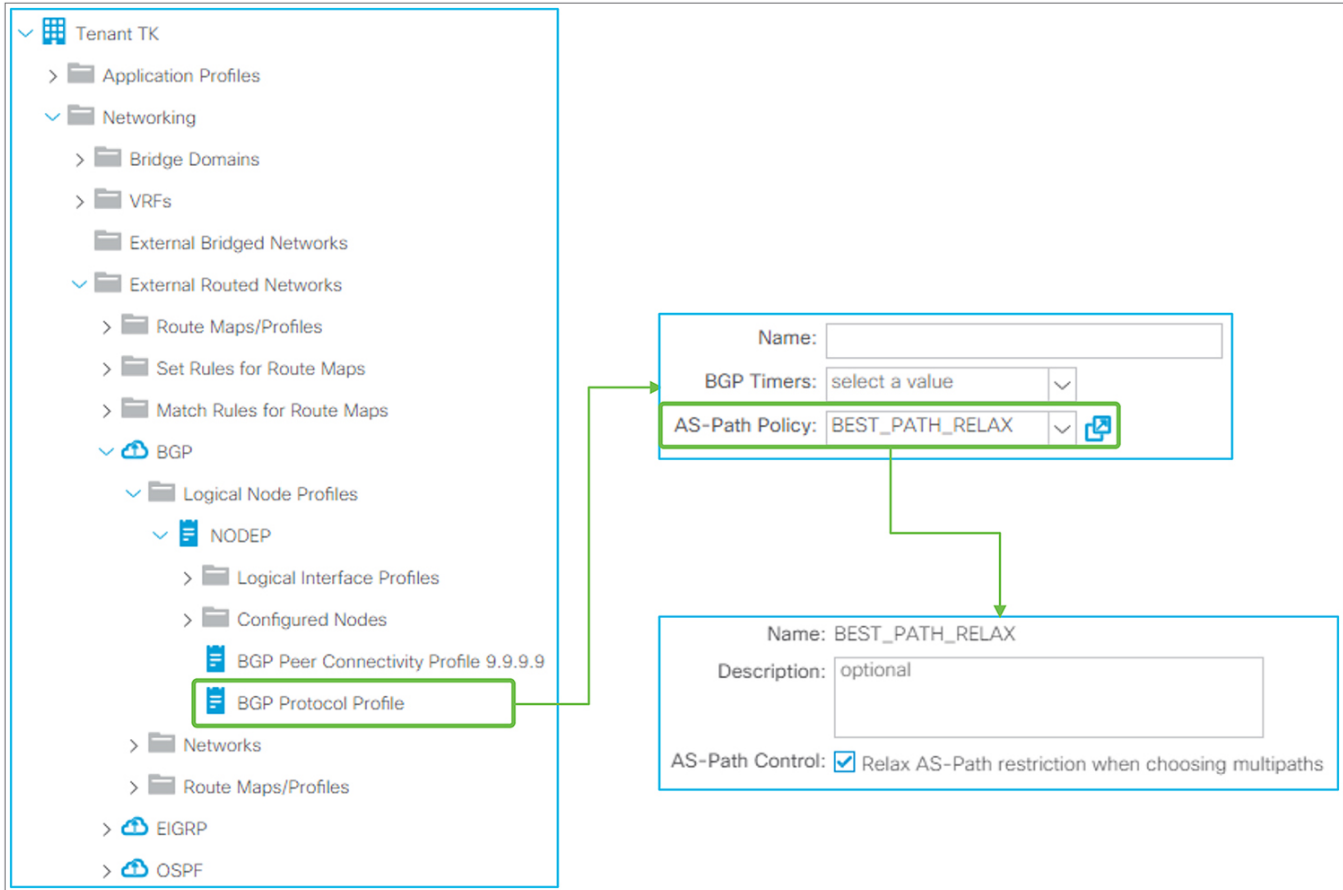 Tenant TK
Application Profiles
Networking
Bridge Domains
VRFs
External Bridged Networks
External Routed Networks
Route Maps/Profiles
Set Rules for Route Maps
Match Rules for Route Maps
BGP
Logical Node Profiles
NODEP
Logical Interface Profiles
Configured Nodes
BGP Peer Connectivity Profile 9.9.9.9
BGP Protocol Profile
Networks
Route Maps/Profiles
EIGRP
OSPF
Name:
BGP Timers: select a value
AS-Path Policy: BEST_PATH_RELAX
Name: BEST_PATH_RELAX
Description: optional
AS-Path Control: Relax AS-Path restriction when choosing multipaths